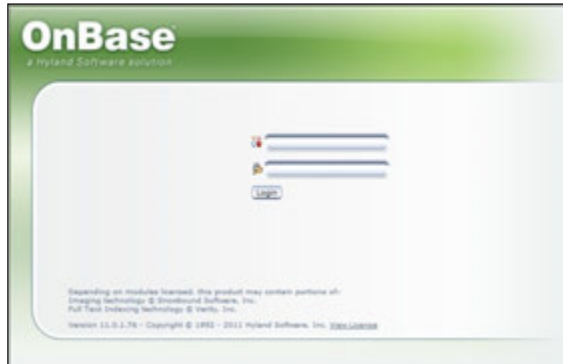 OnBase
a Hyland Software solution
Login
Depending on modules licensed, this product may contain portions of:
Imaging technology © Snowbound Software, Inc.
Full Text Indexing technology © Verity, Inc.
Version 11.0.1.76 - Copyright © 1992 - 2011 Hyland Software, Inc. View License